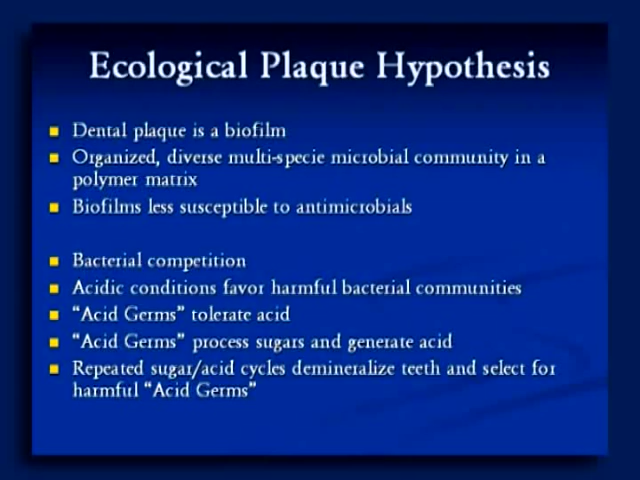 Ecological Plaque Hypothesis
Dental plaque is a biofilm
Organized, diverse multi-specie microbial community in a
polymer matrix
Biofilms less susceptible to antimicrobials
Bacterial competition
Acidic conditions favor harmful bacterial communities
“Acid Germs” tolerate acid
“Acid Germs” process sugars and generate acid
Repeated sugar/acid cycles demineralize teeth and select for
harmful “Acid Germs”